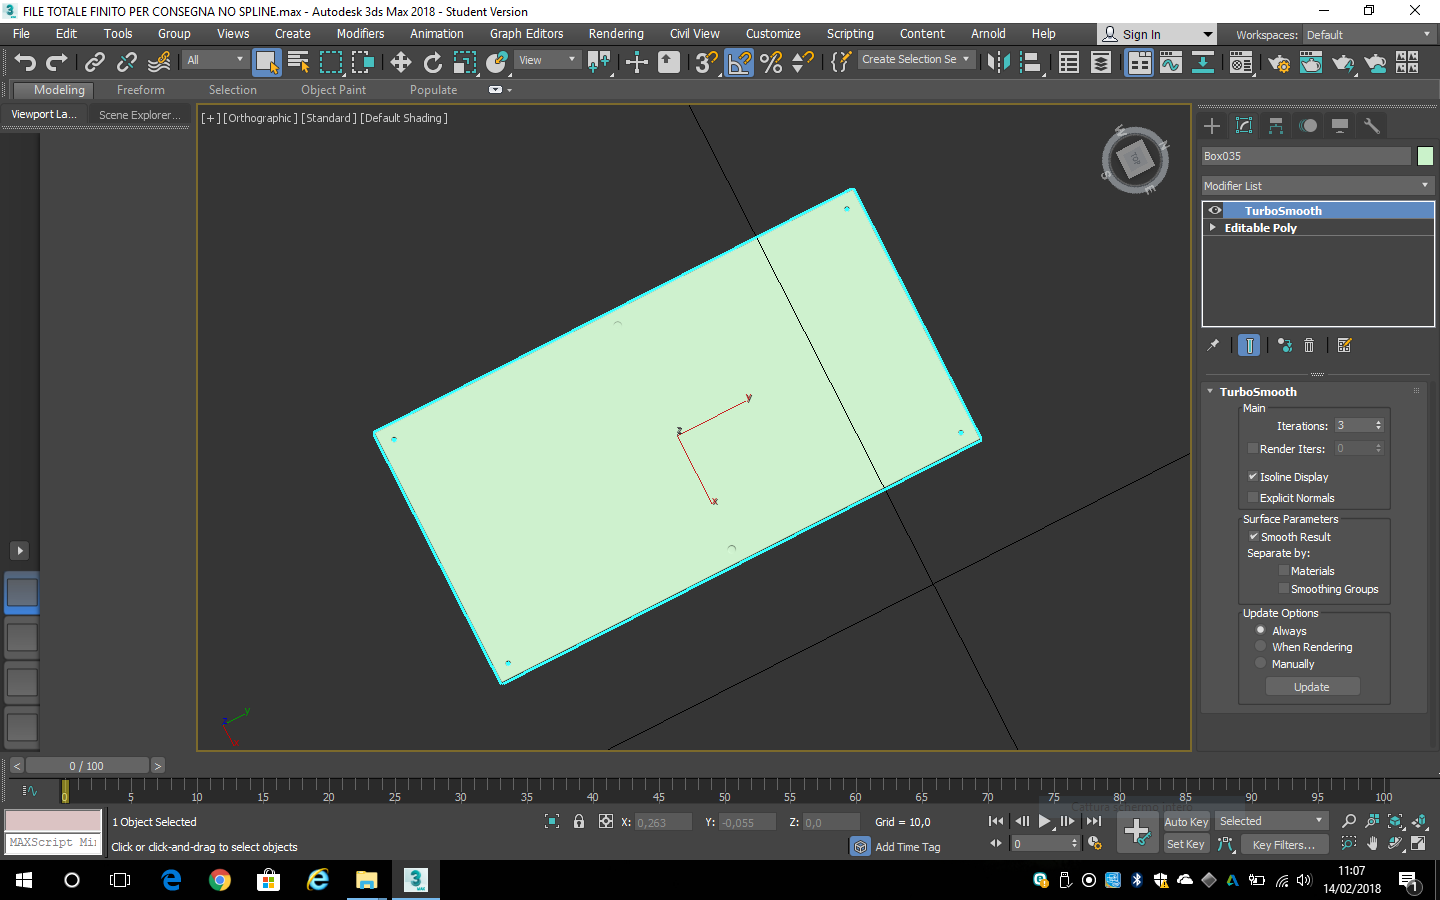 FILE TOTALE FINITO PER CONSEGNA NO SPLINE.max - Autodesk 3ds Max 2018 - Student Version
File Edit Tools Group Views Create Modifiers Animation Graph Editors Rendering Civil View Customize Scripting Content Arnold Help Sign In Workspaces: Default
All View Create Selection Se
Modeling Freeform Selection Object Paint Populate
Viewport La... Scene Explorer...
[+] [Orthographic] [Standard] [Default Shading]
W N
TOP
S E
Box035
Modifier List
TurboSmooth
Editable Poly
y
z
x
TurboSmooth
Main
Iterations: 3
Render Iters: 0
Isoline Display
Explicit Normals
Surface Parameters
Smooth Result
Separate by:
Materials
Smoothing Groups
Update Options
Always
When Rendering
Manually
Update
y
z
0 / 100
0 5 10 15 20 25 30 35 40 45 50 55 60 65 70 75 80 85 90 95 100
Cattura schermo intero
1 Object Selected X: 0,263 Y: -0,055 Z: 0,0 Grid = 10,0 Auto Key Selected
MAXScript Mi
Click or click-and-drag to select objects Add Time Tag 0 Set Key Key Filters...
11:07
14/02/2018
1